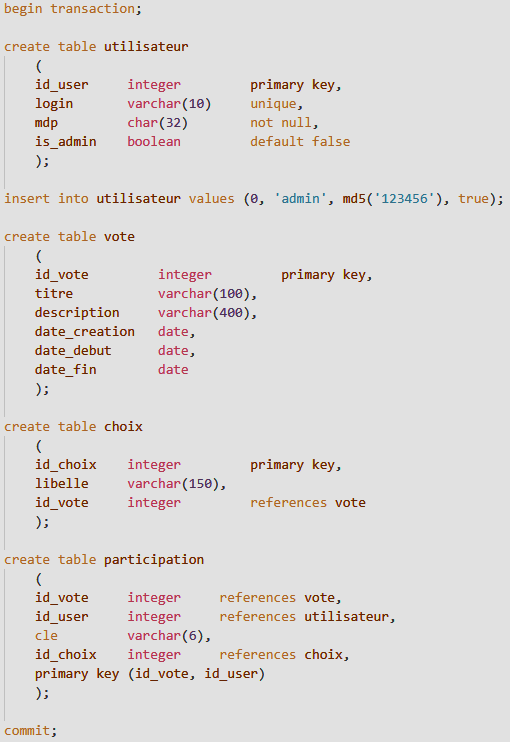 begin transaction;
create table utilisateur
(
id_user integer primary key,
login varchar(10) unique,
mdp char(32) not null,
is_admin boolean default false
);
insert into utilisateur values (0, 'admin', md5('123456'), true);
create table vote
(
id_vote integer primary key,
titre varchar(100),
description varchar(400),
date_creation date,
date_debut date,
date_fin date
);
create table choix
(
id_choix integer primary key,
libelle varchar(150),
id_vote integer references vote
);
create table participation
(
id_vote integer references vote,
id_user integer references utilisateur,
cle varchar(6),
id_choix integer references choix,
primary key (id_vote, id_user)
);
commit;